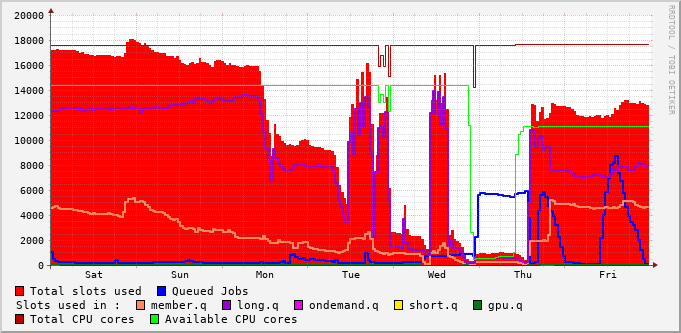 20000
18000
16000
14000
12000
10000
8000
6000
4000
2000
0
Sat Sun Mon Tue Wed Thu Fri
RRDTOOL / TOBI OETIKER
Total slots used Queued Jobs
Slots used in : member.q long.q ondemand.q short.q gpu.q
Total CPU cores Available CPU cores